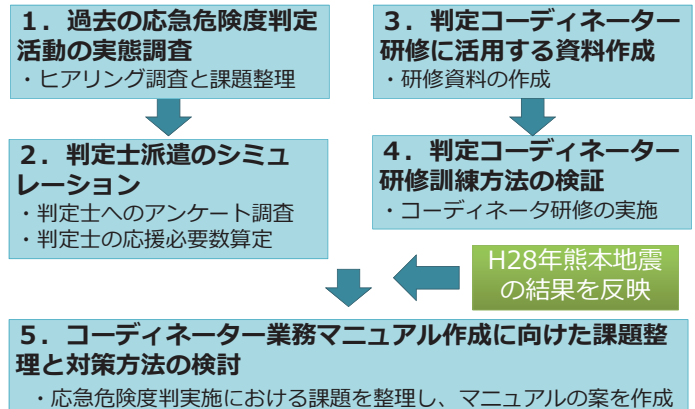 １．過去の応急危険度判定
活動の実態調査
・ヒアリング調査と課題整理
２．判定士派遣のシミュ
レーション
・判定士へのアンケート調査
・判定士の応援必要数算定
３．判定コーディネーター
研修に活用する資料作成
・研修資料の作成
４．判定コーディネーター
研修訓練方法の検証
・コーディネータ研修の実施
H28年熊本地震
の結果を反映
５．コーディネーター業務マニュアル作成に向けた課題整
理と対策方法の検討
・応急危険度判実施における課題を整理し、マニュアルの案を作成